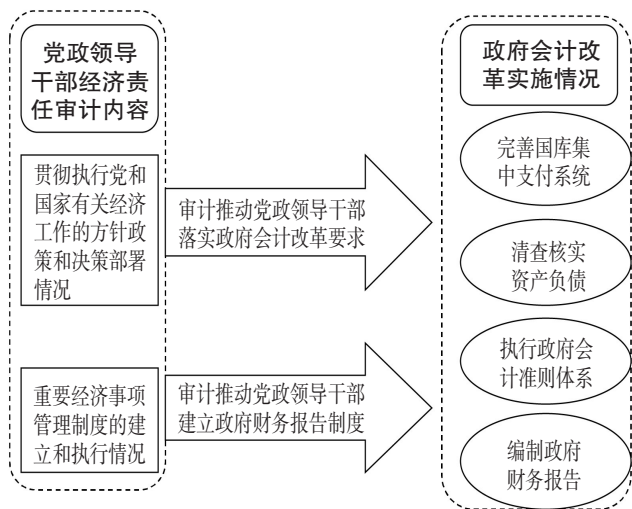 党政领导
干部经济责
任审计内容
贯彻执行党和
国家有关经济
工作的方针政
策和决策部署
情况
重要经济事项
管理制度的建
立和执行情况
审计推动党政领导干部
落实政府会计改革要求
审计推动党政领导干部
建立政府财务报告制度
政府会计改
革实施情况
完善国库集
中支付系统
清查核实
资产负债
执行政府会
计准则体系
编制政府
财务报告